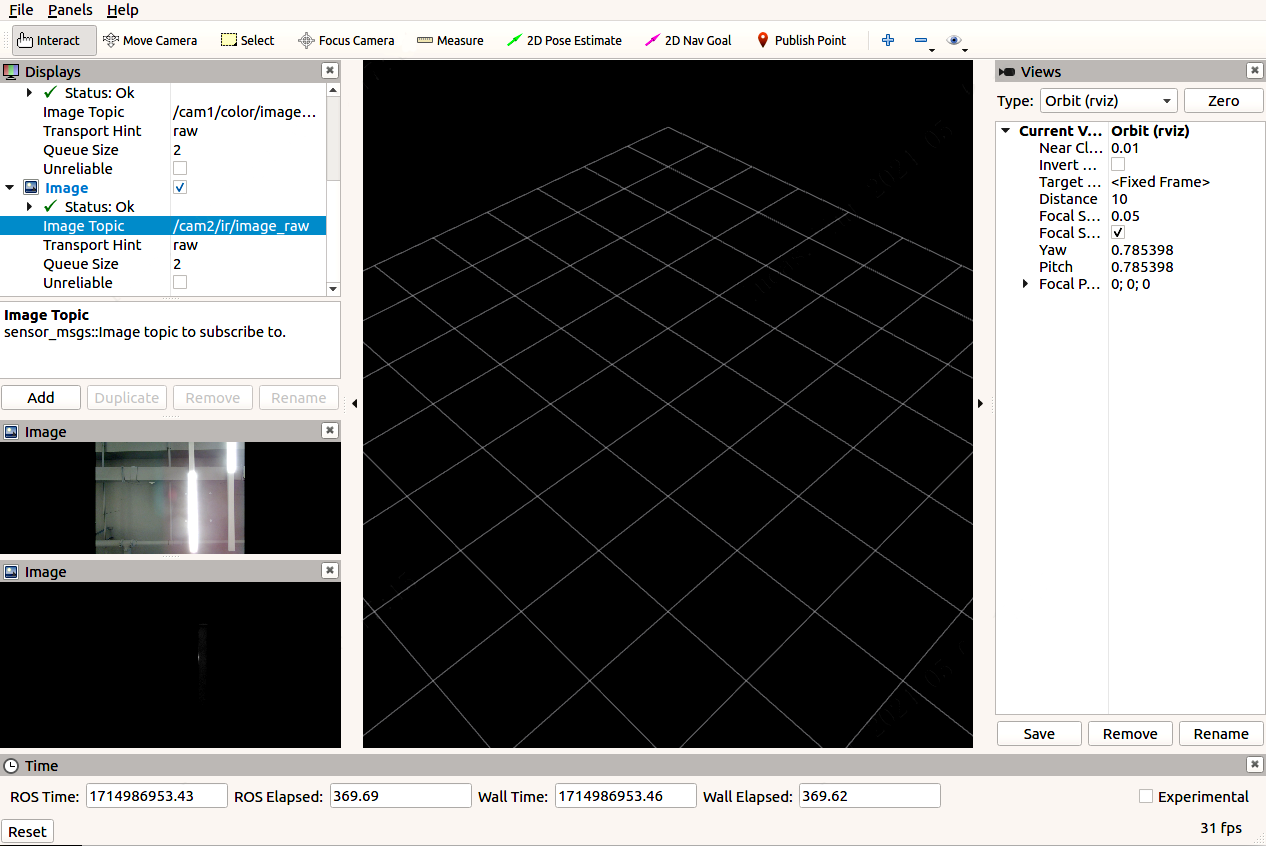 File Panels Help
Interact Move Camera Select Focus Camera Measure 2D Pose Estimate 2D Nav Goal Publish Point
Displays
Status: Ok
Image Topic /cam1/color/image...
Transport Hint raw
Queue Size 2
Unreliable
Image
Status: Ok
Image Topic /cam2/ir/image_raw
Transport Hint raw
Queue Size 2
Unreliable
Image Topic
sensor_msgs::Image topic to subscribe to.
Add Duplicate Remove Rename
Image
Image
Views
Type: Orbit (rviz) Zero
Current V... Orbit (rviz)
Near Cl... 0.01
Invert ...
Target ... <Fixed Frame>
Distance 10
Focal S... 0.05
Focal S...
Yaw 0.785398
Pitch 0.785398
Focal P... 0; 0; 0
Save Remove Rename
Time
ROS Time: 1714986953.43 ROS Elapsed: 369.69 Wall Time: 1714986953.46 Wall Elapsed: 369.62 Experimental
Reset 31 fps